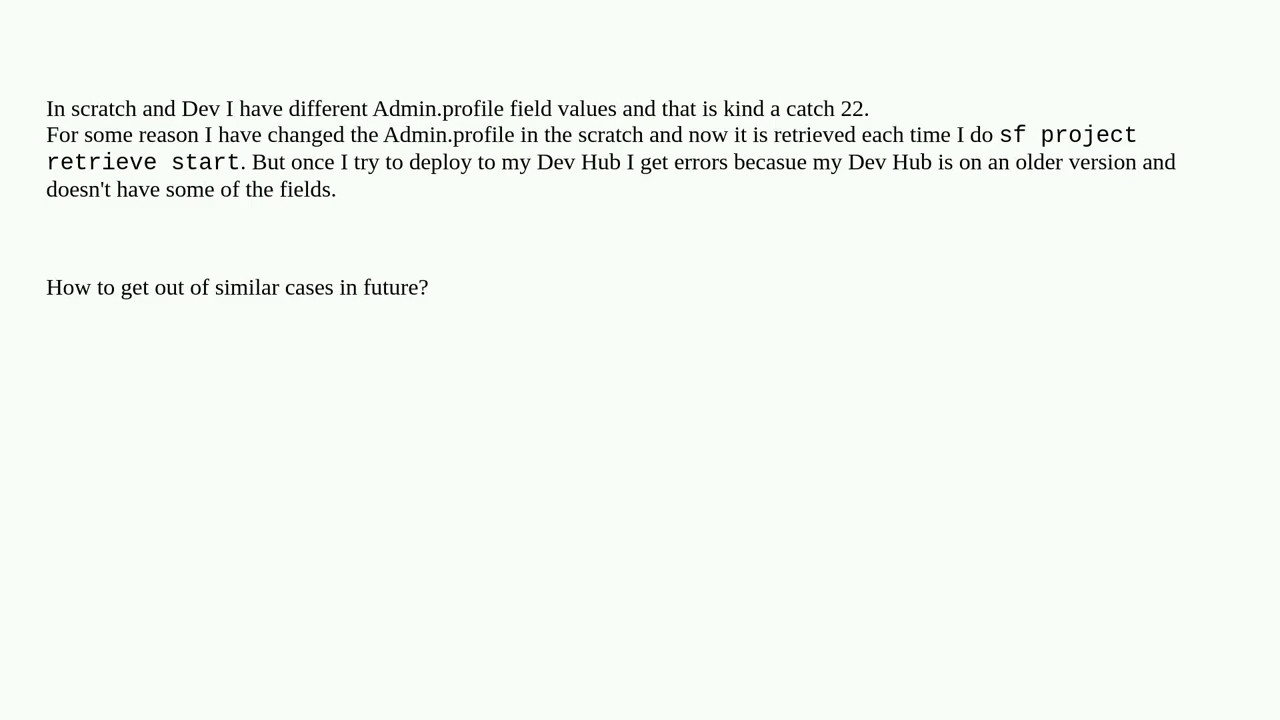 In scratch and Dev I have different Admin.profile field values and that is kind a catch 22.
For some reason I have changed the Admin.profile in the scratch and now it is retrieved each time I do sf project
retrieve start. But once I try to deploy to my Dev Hub I get errors becasue my Dev Hub is on an older version and
doesn't have some of the fields.
How to get out of similar cases in future?